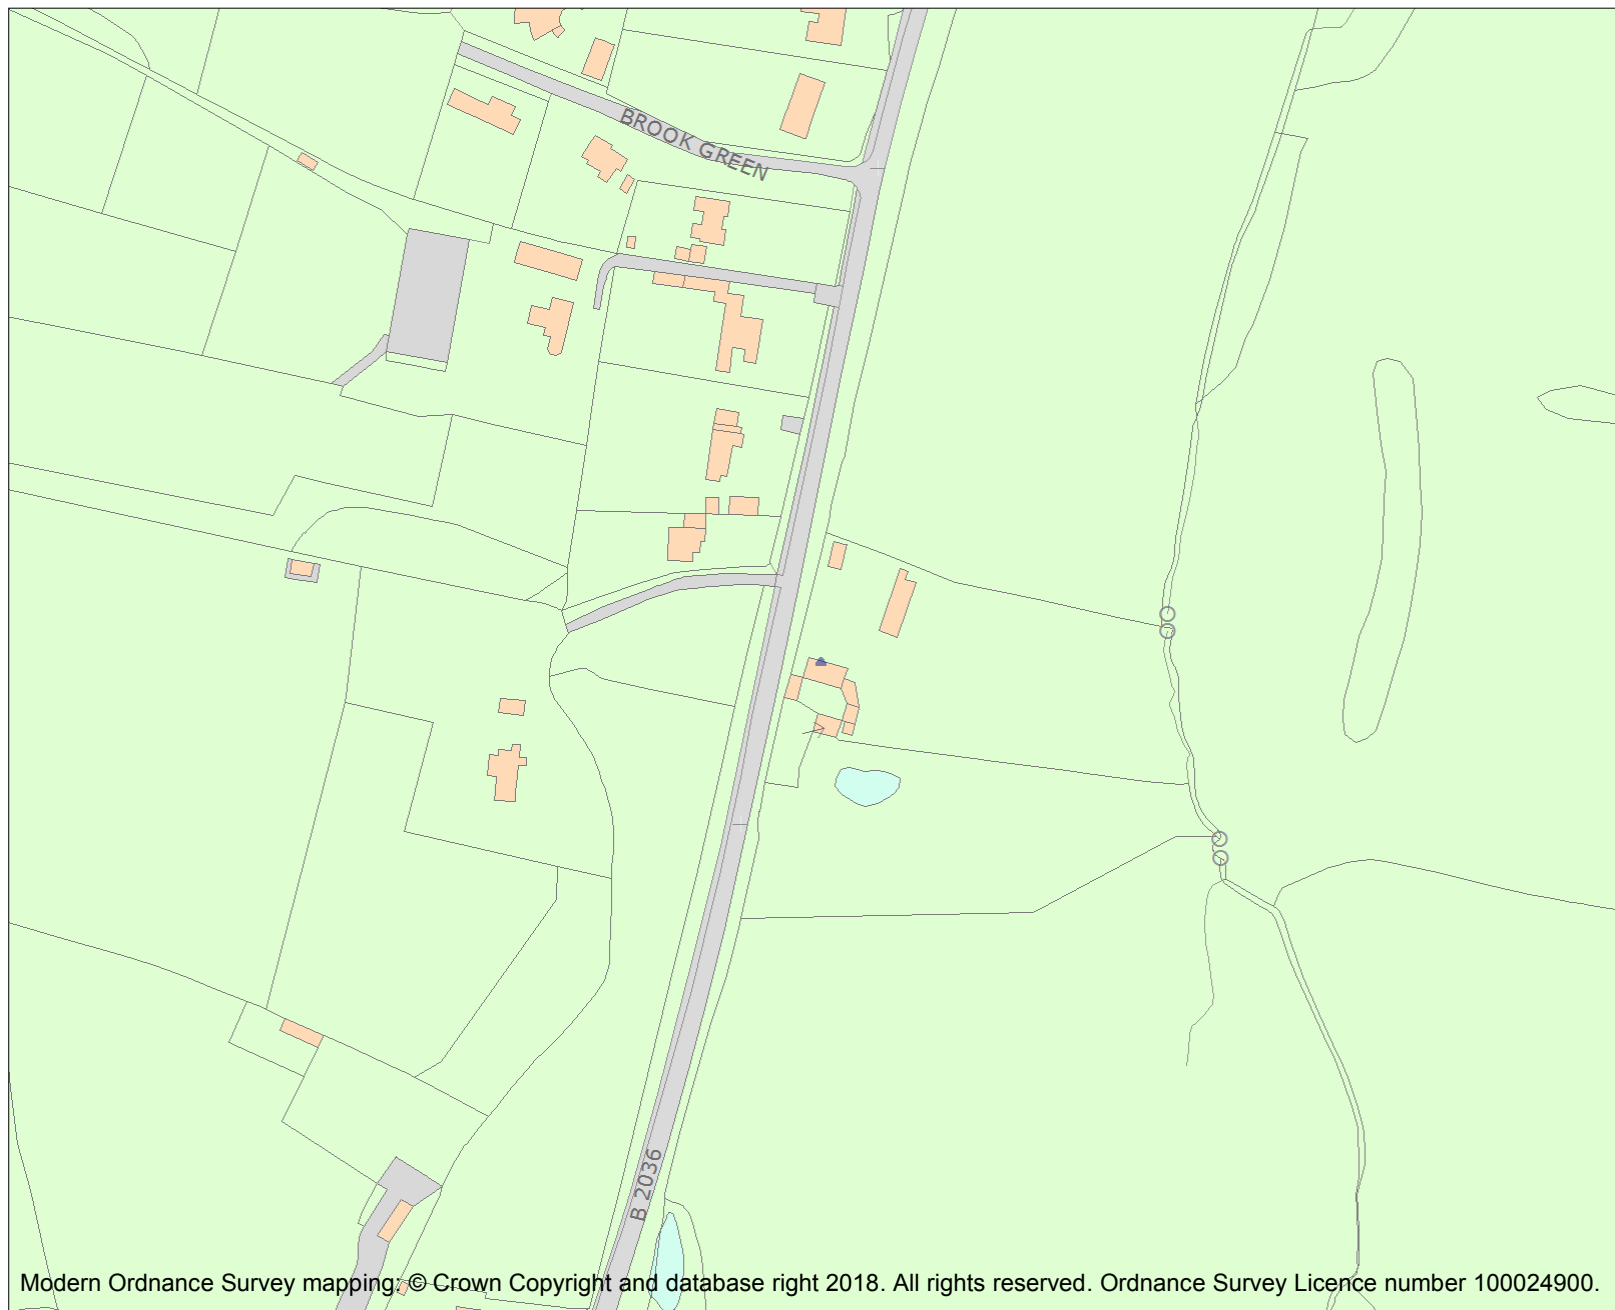 BROOK GREEN
B 2036
Modern Ordnance Survey mapping: © Crown Copyright and database right 2018. All rights reserved. Ordnance Survey Licence number 100024900.